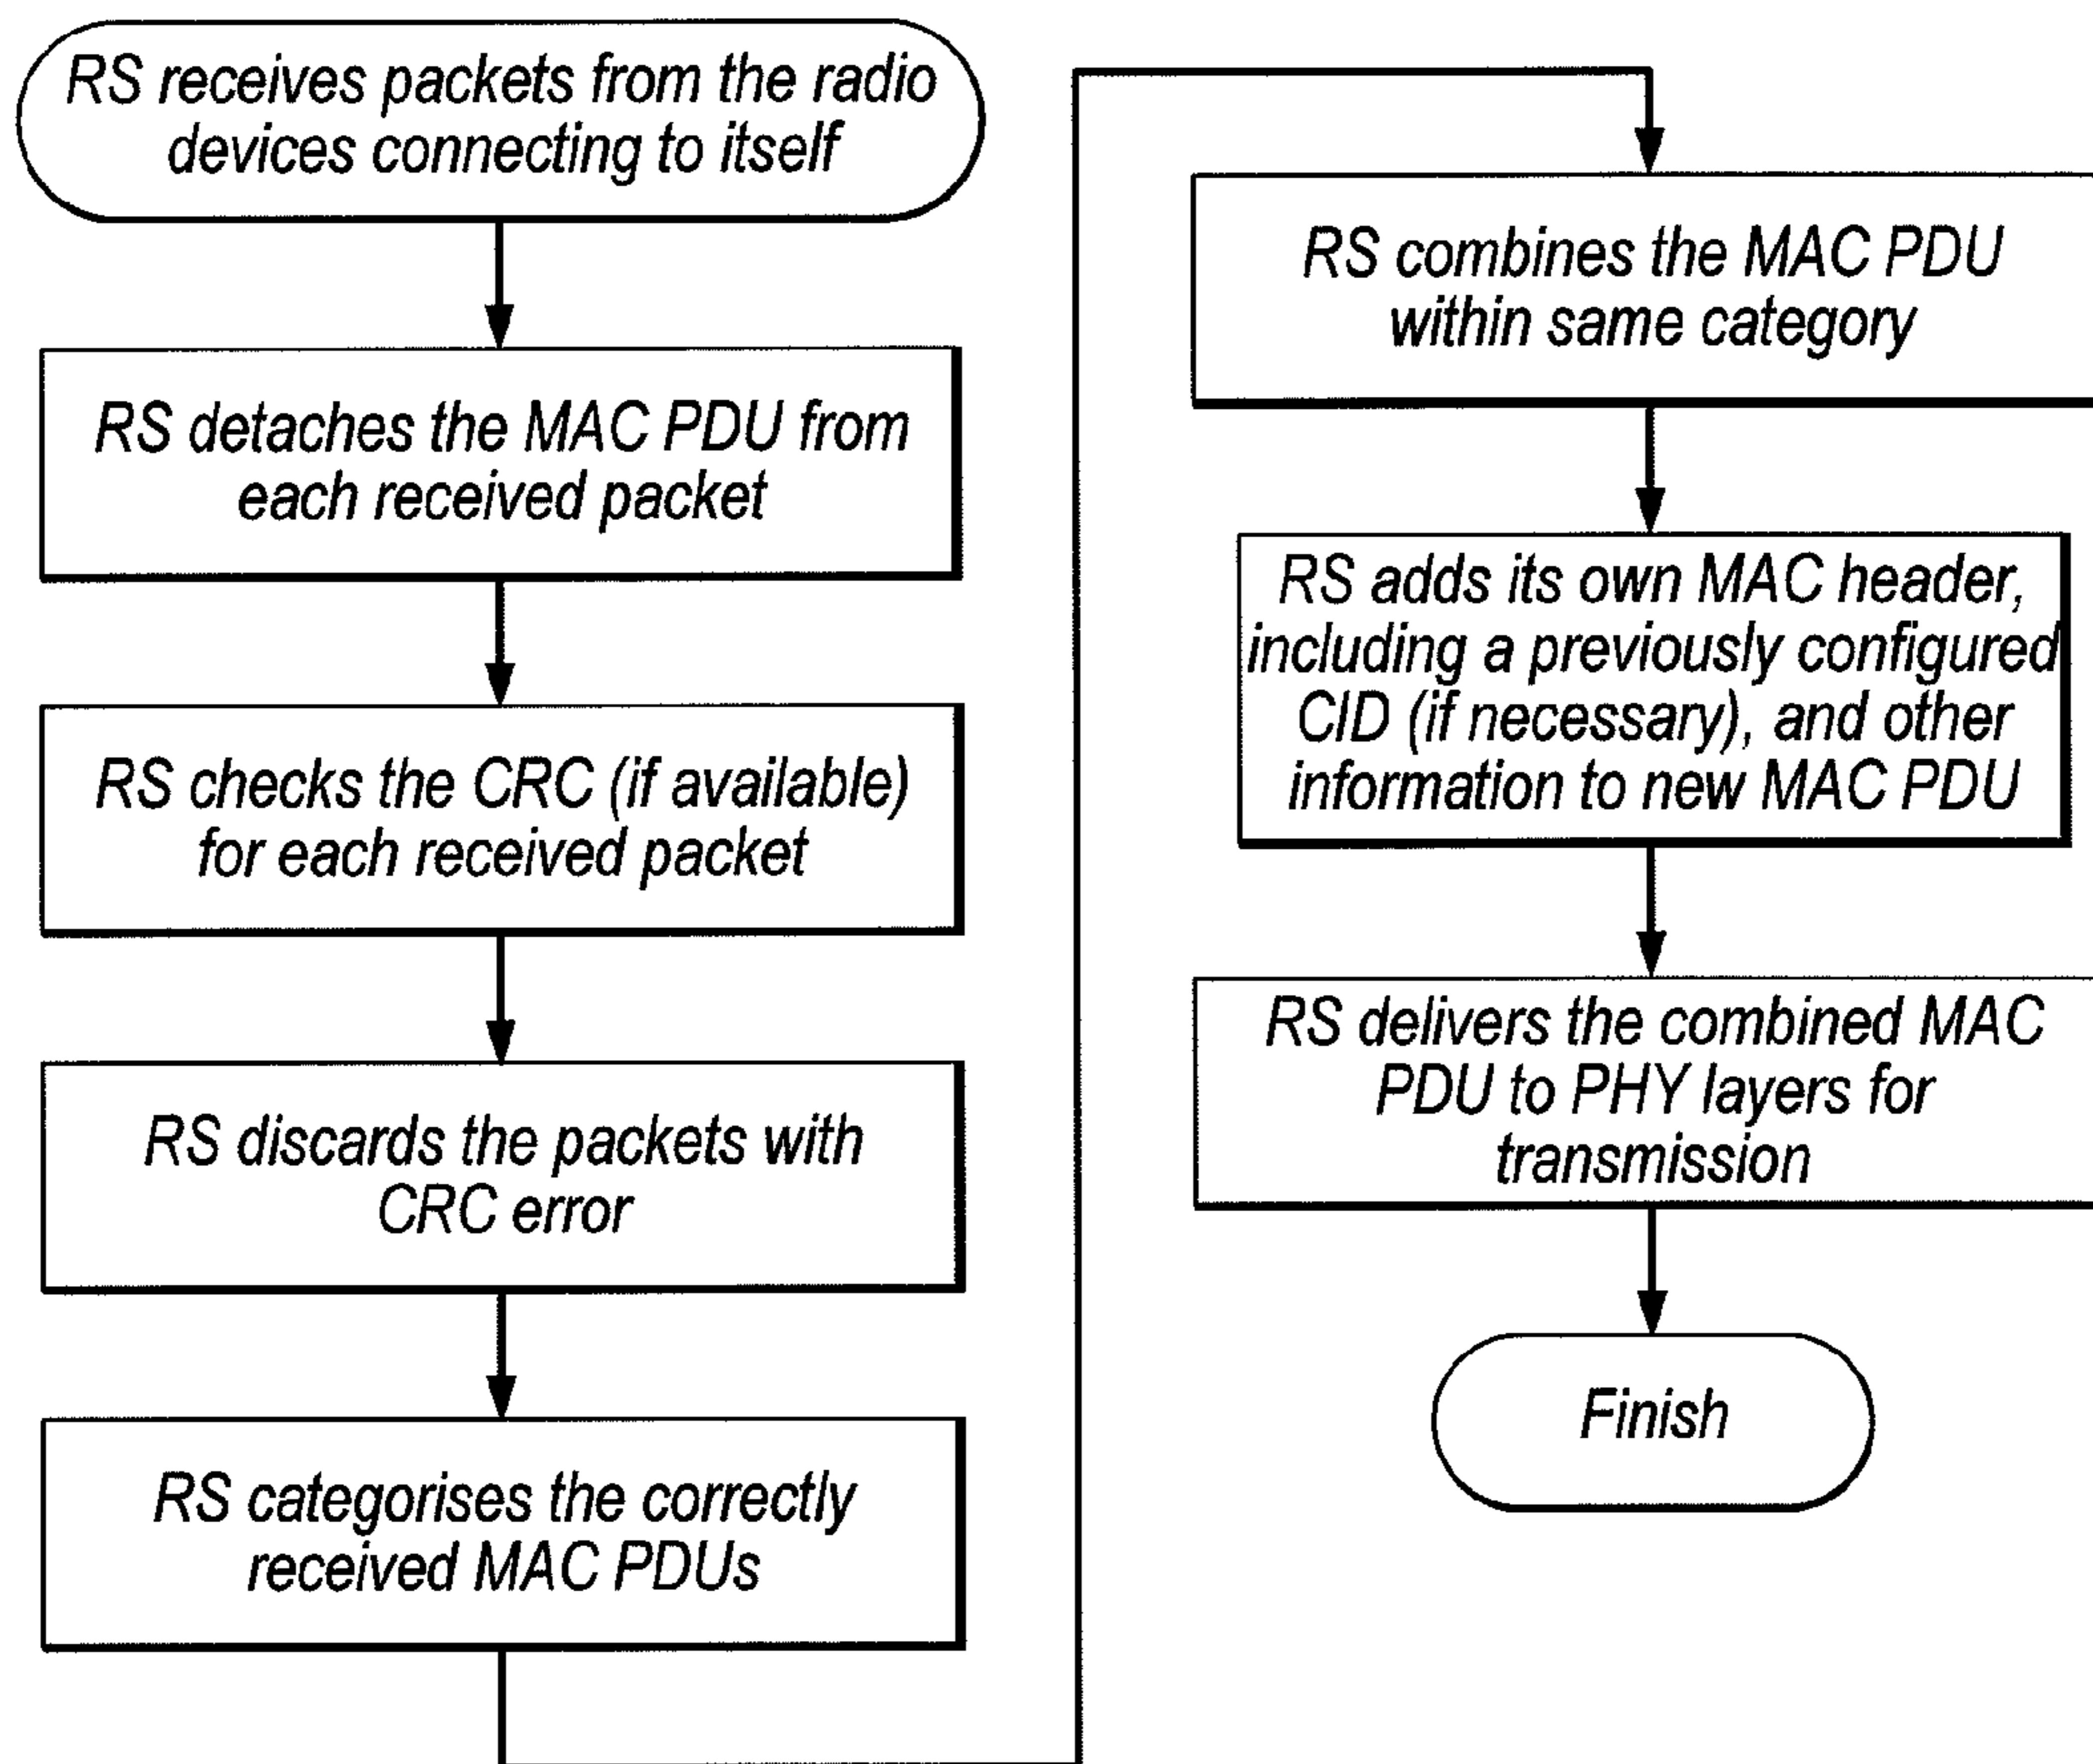 RS receives packets from the radio
devices connecting to itself
RS detaches the MAC PDU from
each received packet
RS checks the CRC (if available)
for each received packet
RS discards the packets with
CRC error
RS categorises the correctly
received MAC PDUs
RS combines the MAC PDU
within same category
RS adds its own MAC header,
including a previously configured
CID (if necessary), and other
information to new MAC PDU
RS delivers the combined MAC
PDU to PHY layers for
transmission
Finish